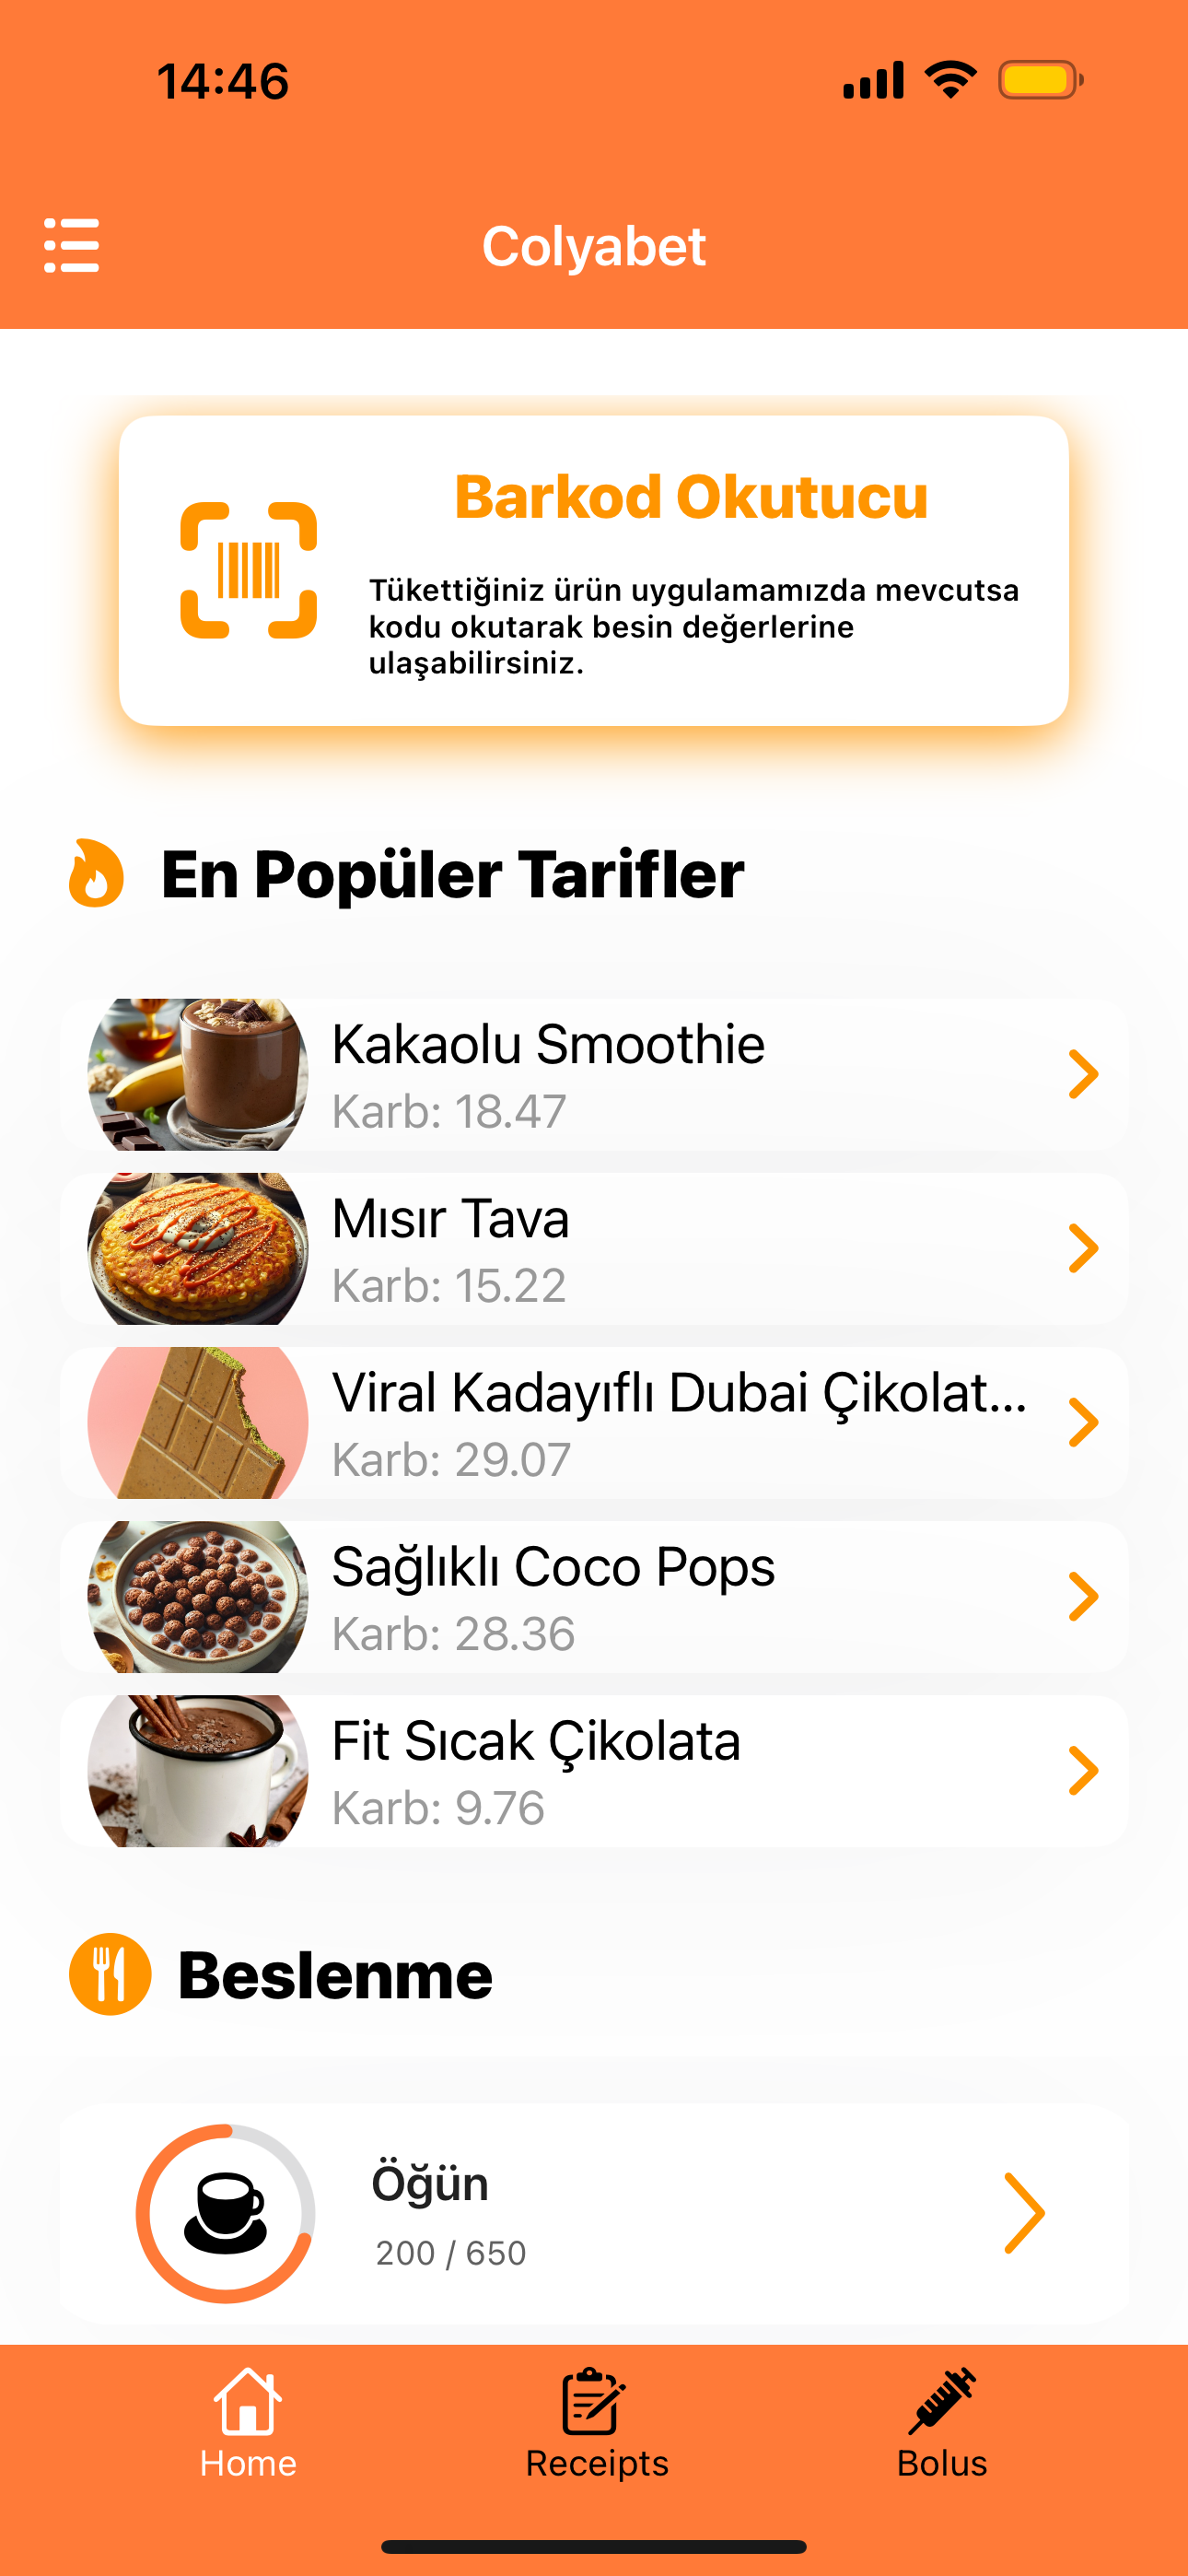 14:46
Colyabet
Barkod Okutucu
Tükettiğiniz ürün uygulamamızda mevcutsa
kodu okutarak besin değerlerine
ulaşabilirsiniz.
En Popüler Tarifler
Kakaolu Smoothie
Karb: 18.47
Mısır Tava
Karb: 15.22
Viral Kadayıflı Dubai Çikolat...
Karb: 29.07
Sağlıklı Coco Pops
Karb: 28.36
Fit Sıcak Çikolata
Karb: 9.76
Beslenme
Öğün
200 / 650
Home
Receipts
Bolus